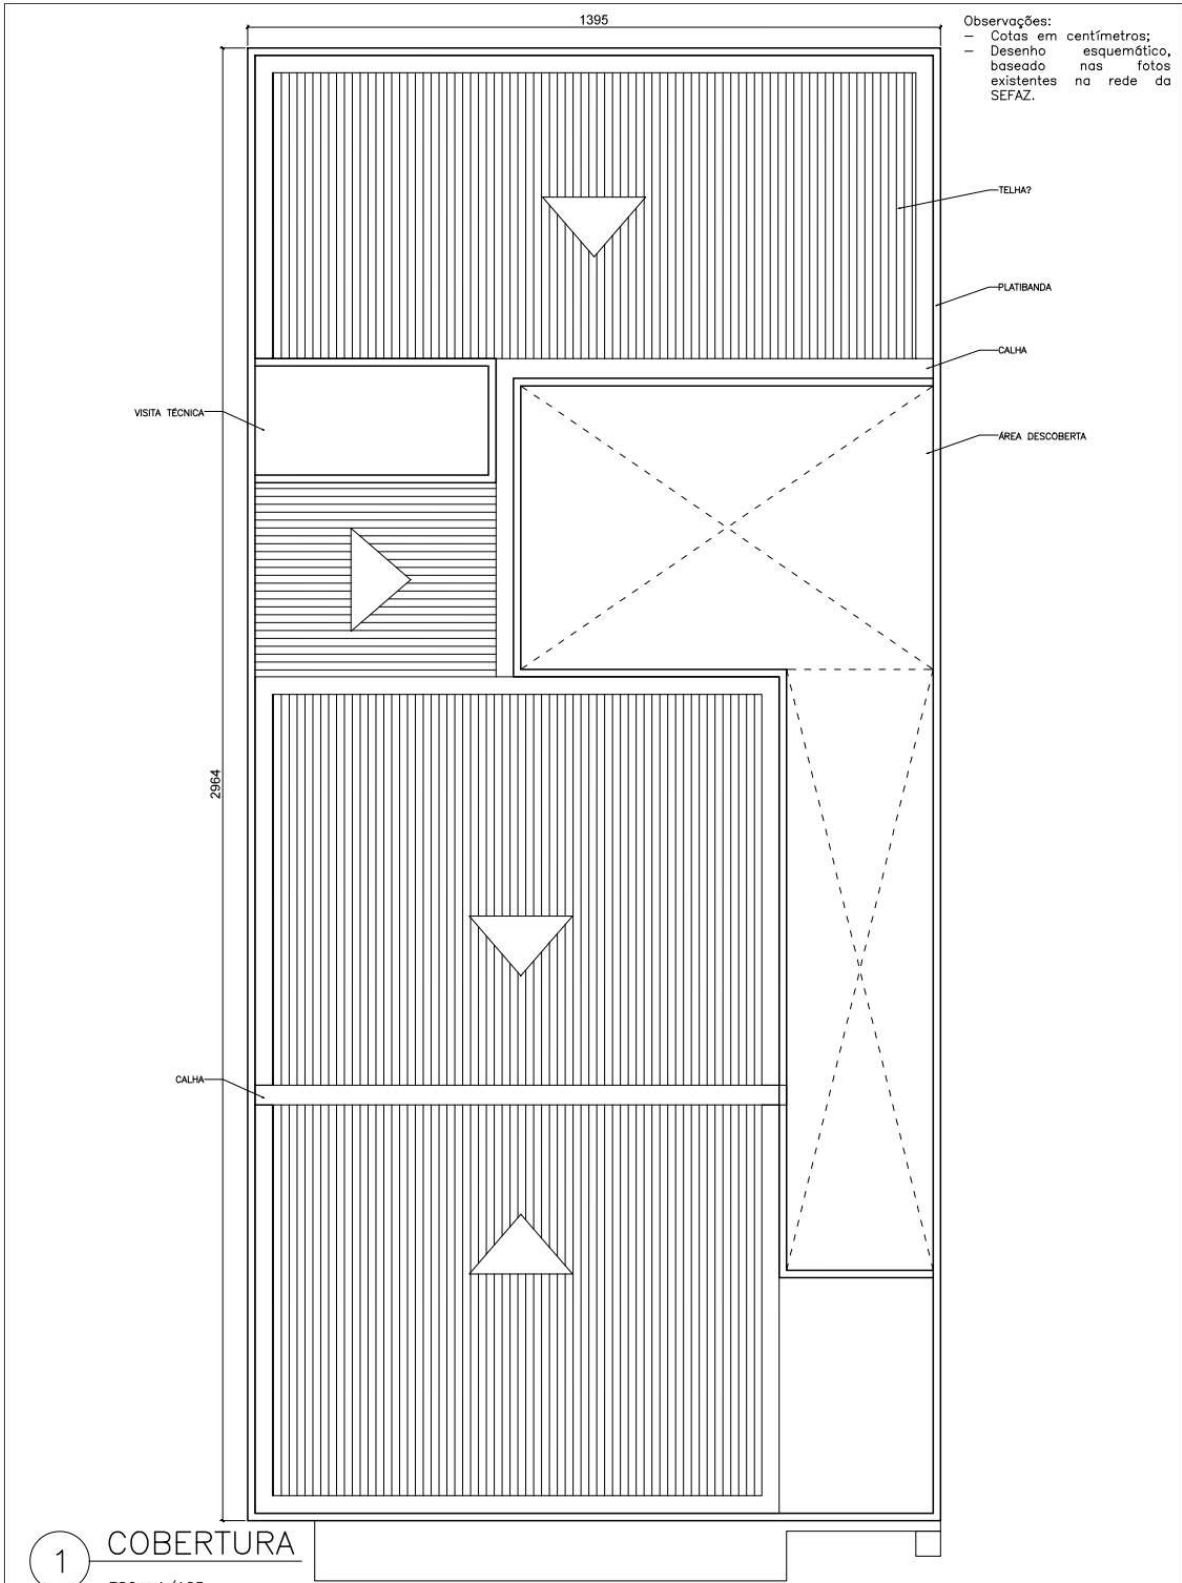 1395
Observações:
– Cotas em centímetros;
– Desenho esquemático,
baseado nas fotos
existentes na rede da
SEFAZ.
TELHA?
PLATIBANDA
CALHA
VISITA TÉCNICA
ÁREA DESCOBERTA
2964
CALHA
1
COBERTURA